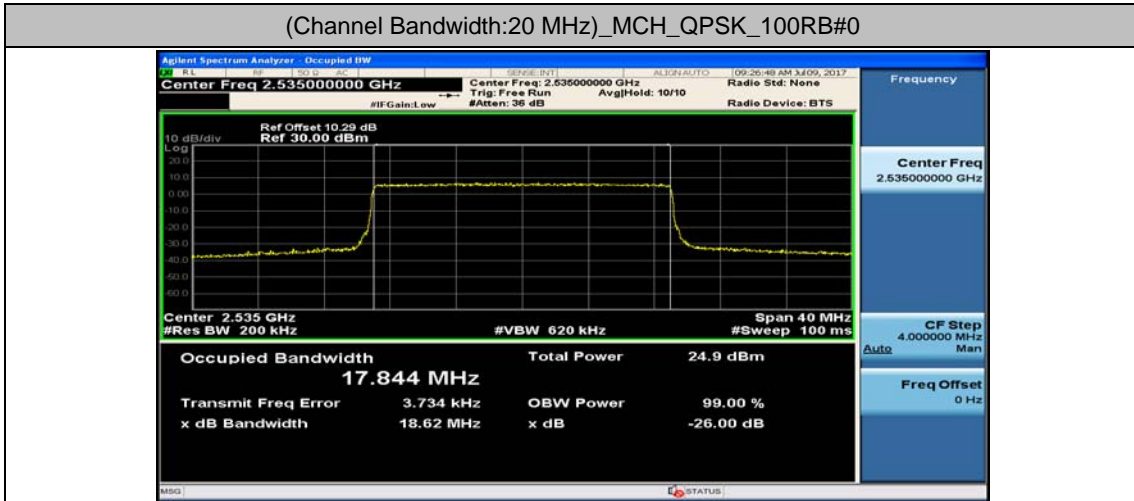 (Channel Bandwidth:20 MHz)_MCH_QPSK_100RB#0
Agilent Spectrum Analyzer - Occupied BW
RL RF 50 Ω AC SENSE:INT ALIGN AUTO 09:26:48 AM Jul 09, 2017
Center Freq 2.535000000 GHz Center Freq: 2.535000000 GHz Radio Std: None
Trig: Free Run Avg|Hold: 10/10
#IFGain:Low #Atten: 36 dB Radio Device: BTS
Frequency
Ref Offset 10.29 dB
10 dB/div Ref 30.00 dBm
Log
20.0
10.0
0.00
-10.0
-20.0
-30.0
-40.0
-50.0
-60.0
Center 2.535 GHz Span 40 MHz
#Res BW 200 kHz #VBW 620 kHz #Sweep 100 ms
Occupied Bandwidth Total Power 24.9 dBm
17.844 MHz
Transmit Freq Error 3.734 kHz OBW Power 99.00 %
x dB Bandwidth 18.62 MHz x dB -26.00 dB
Center Freq
2.535000000 GHz
CF Step
4.000000 MHz
Auto Man
Freq Offset
0 Hz
MSG STATUS